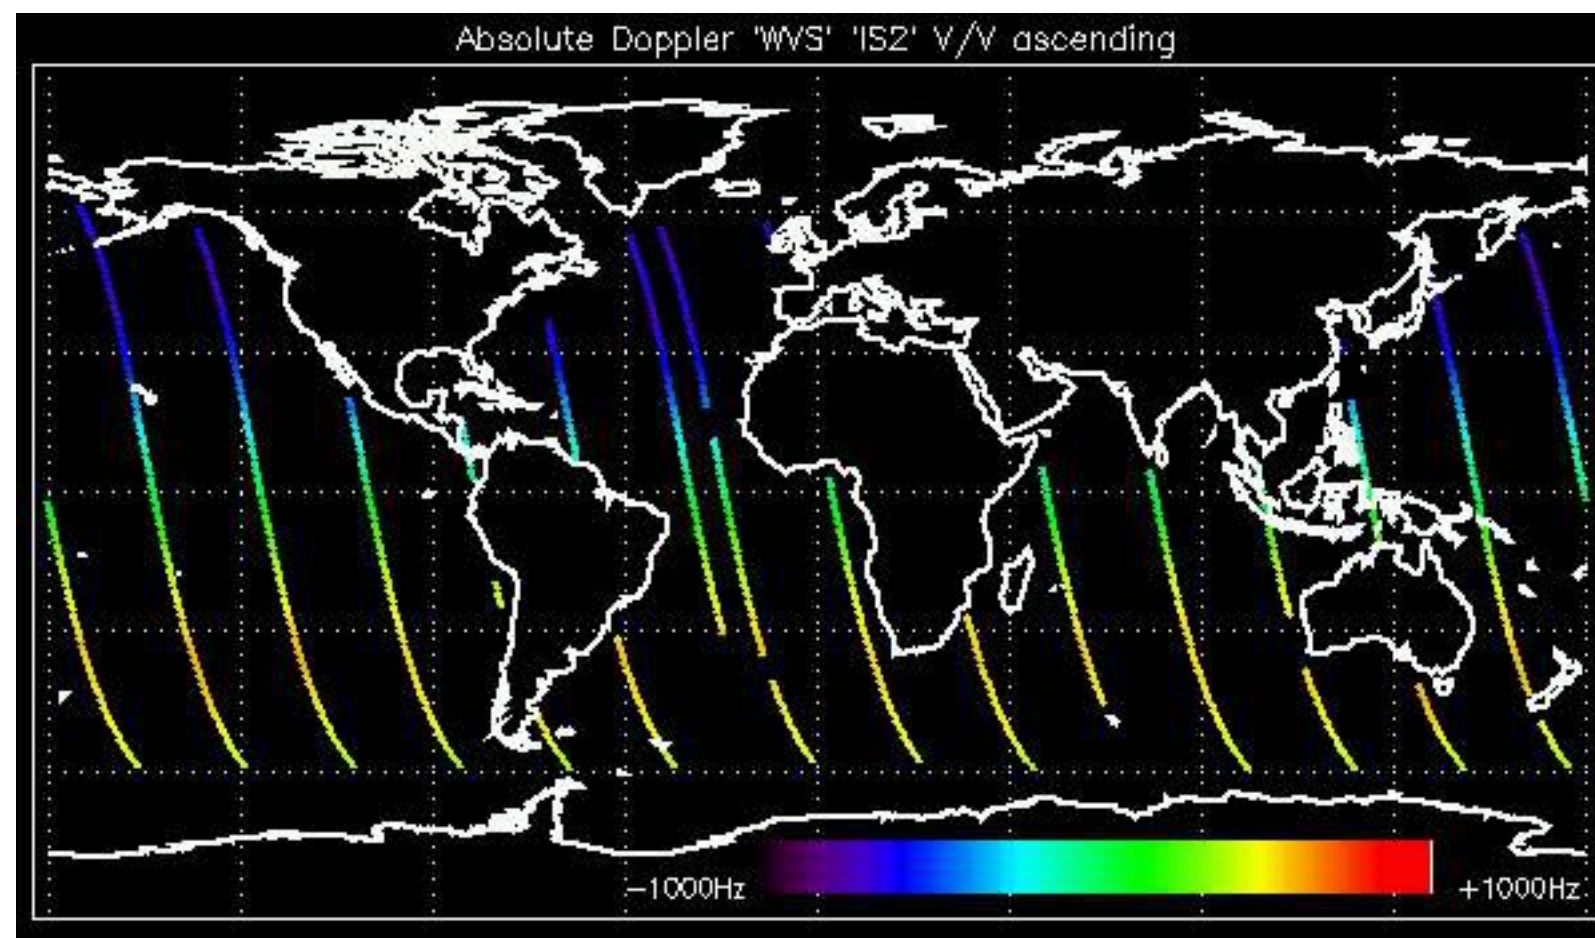 Absolute Doppler 'WVS' 'IS2' V/V ascending
-1000Hz +1000Hz